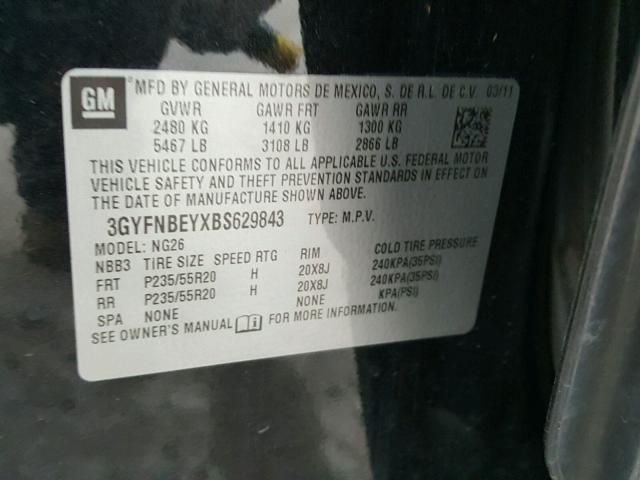 GM
MFD BY GENERAL MOTORS DE MEXICO, S. DE R.L. DE C.V. 03/11
GVWR GAWR FRT GAWR RR
2480 KG 1410 KG 1300 KG
5467 LB 3108 LB 2866 LB
THIS VEHICLE CONFORMS TO ALL APPLICABLE U.S. FEDERAL MOTOR
VEHICLE SAFETY AND THEFT PREVENTION STANDARDS IN EFFECT ON
THE DATE OF MANUFACTURE SHOWN ABOVE.
3GYFNBEYXBS629843 TYPE: M.P.V.
MODEL: NG26
NBB3 TIRE SIZE SPEED RTG RIM COLD TIRE PRESSURE
FRT P235/55R20 H 20X8J 240KPA(35PSI)
RR P235/55R20 H 20X8J 240KPA(35PSI)
SPA NONE NONE KPA(PSI)
SEE OWNER'S MANUAL FOR MORE INFORMATION.